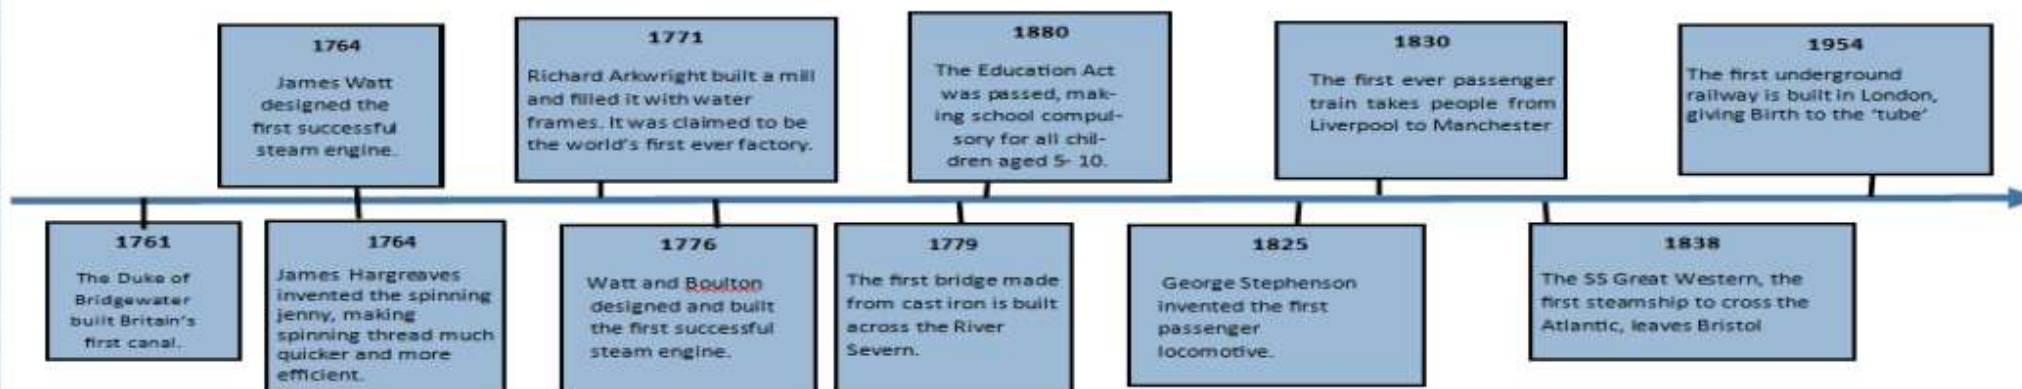 1764
James Watt
designed the
first successful
steam engine.
1771
Richard Arkwright built a mill
and filled it with water
frames. It was claimed to be
the world's first ever factory.
1880
The Education Act
was passed, mak-
ing school compul-
sory for all chil-
dren aged 5- 10.
1830
The first ever passenger
train takes people from
Liverpool to Manchester
1954
The first underground
railway is built in London,
giving Birth to the 'tube'
1761
The Duke of
Bridgewater
built Britain's
first canal.
1764
James Hargreaves
invented the spinning
jenny, making
spinning thread much
quicker and more
efficient.
1776
Watt and Boulton
designed and built
the first successful
steam engine.
1779
The first bridge made
from cast iron is built
across the River
Severn.
1825
George Stephenson
invented the first
passenger
locomotive.
1838
The SS Great Western, the
first steamship to cross the
Atlantic, leaves Bristol